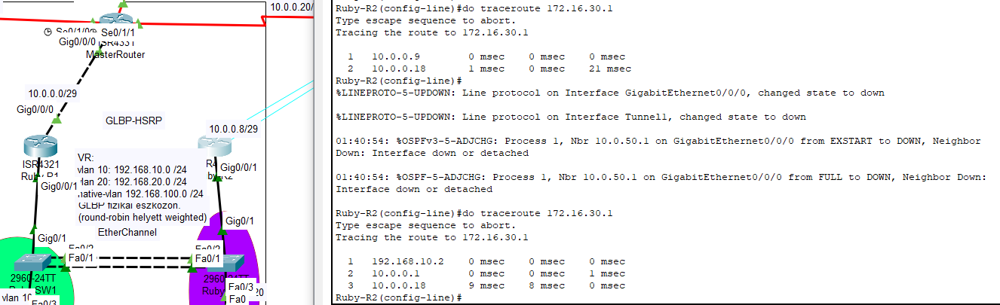 10.0.0.20/
Se0/1/1
Gig0/0/0
ISR4331
MasterRouter
10.0.0.0/29
Gig0/0/0
GLBP-HSRP
10.0.0.8/29
ISR4321
VR:
vlan 10: 192.168.10.0 /24
vlan 20: 192.168.20.0 /24
native-vlan 192.168.100.0 /24
GLBP fizikai eszközön.
(round-robin helyett weighted)
Gig0/0/1
Gig0/0/1
EtherChannel
Gig0/1
Gig0/1
Fa0/2
Fa0/1
Fa0/2
Fa0/1
2960-24TT
SW1
2960
Ruby
Fa0/3
20
Fa0
vlan 10
Fa0/3
Ruby-R2(config-line)#do traceroute 172.16.30.1
Type escape sequence to abort.
Tracing the route to 172.16.30.1
1 10.0.0.9 0 msec 0 msec 0 msec
2 10.0.0.18 1 msec 0 msec 21 msec
Ruby-R2(config-line)#
%LINEPROTO-5-UPDOWN: Line protocol on Interface GigabitEthernet0/0/0, changed state to down
%LINEPROTO-5-UPDOWN: Line protocol on Interface Tunnel1, changed state to down
01:40:54: %OSPFv3-5-ADJCHG: Process 1, Nbr 10.0.50.1 on GigabitEthernet0/0/0 from EXSTART to DOWN, Neighbor
Down: Interface down or detached
01:40:54: %OSPF-5-ADJCHG: Process 1, Nbr 10.0.50.1 on GigabitEthernet0/0/0 from FULL to DOWN, Neighbor Down:
Interface down or detached
Ruby-R2(config-line)#do traceroute 172.16.30.1
Type escape sequence to abort.
Tracing the route to 172.16.30.1
1 192.168.10.2 0 msec 0 msec 0 msec
2 10.0.0.1 0 msec 0 msec 1 msec
3 10.0.0.18 9 msec 8 msec 0 msec
Ruby-R2(config-line)#